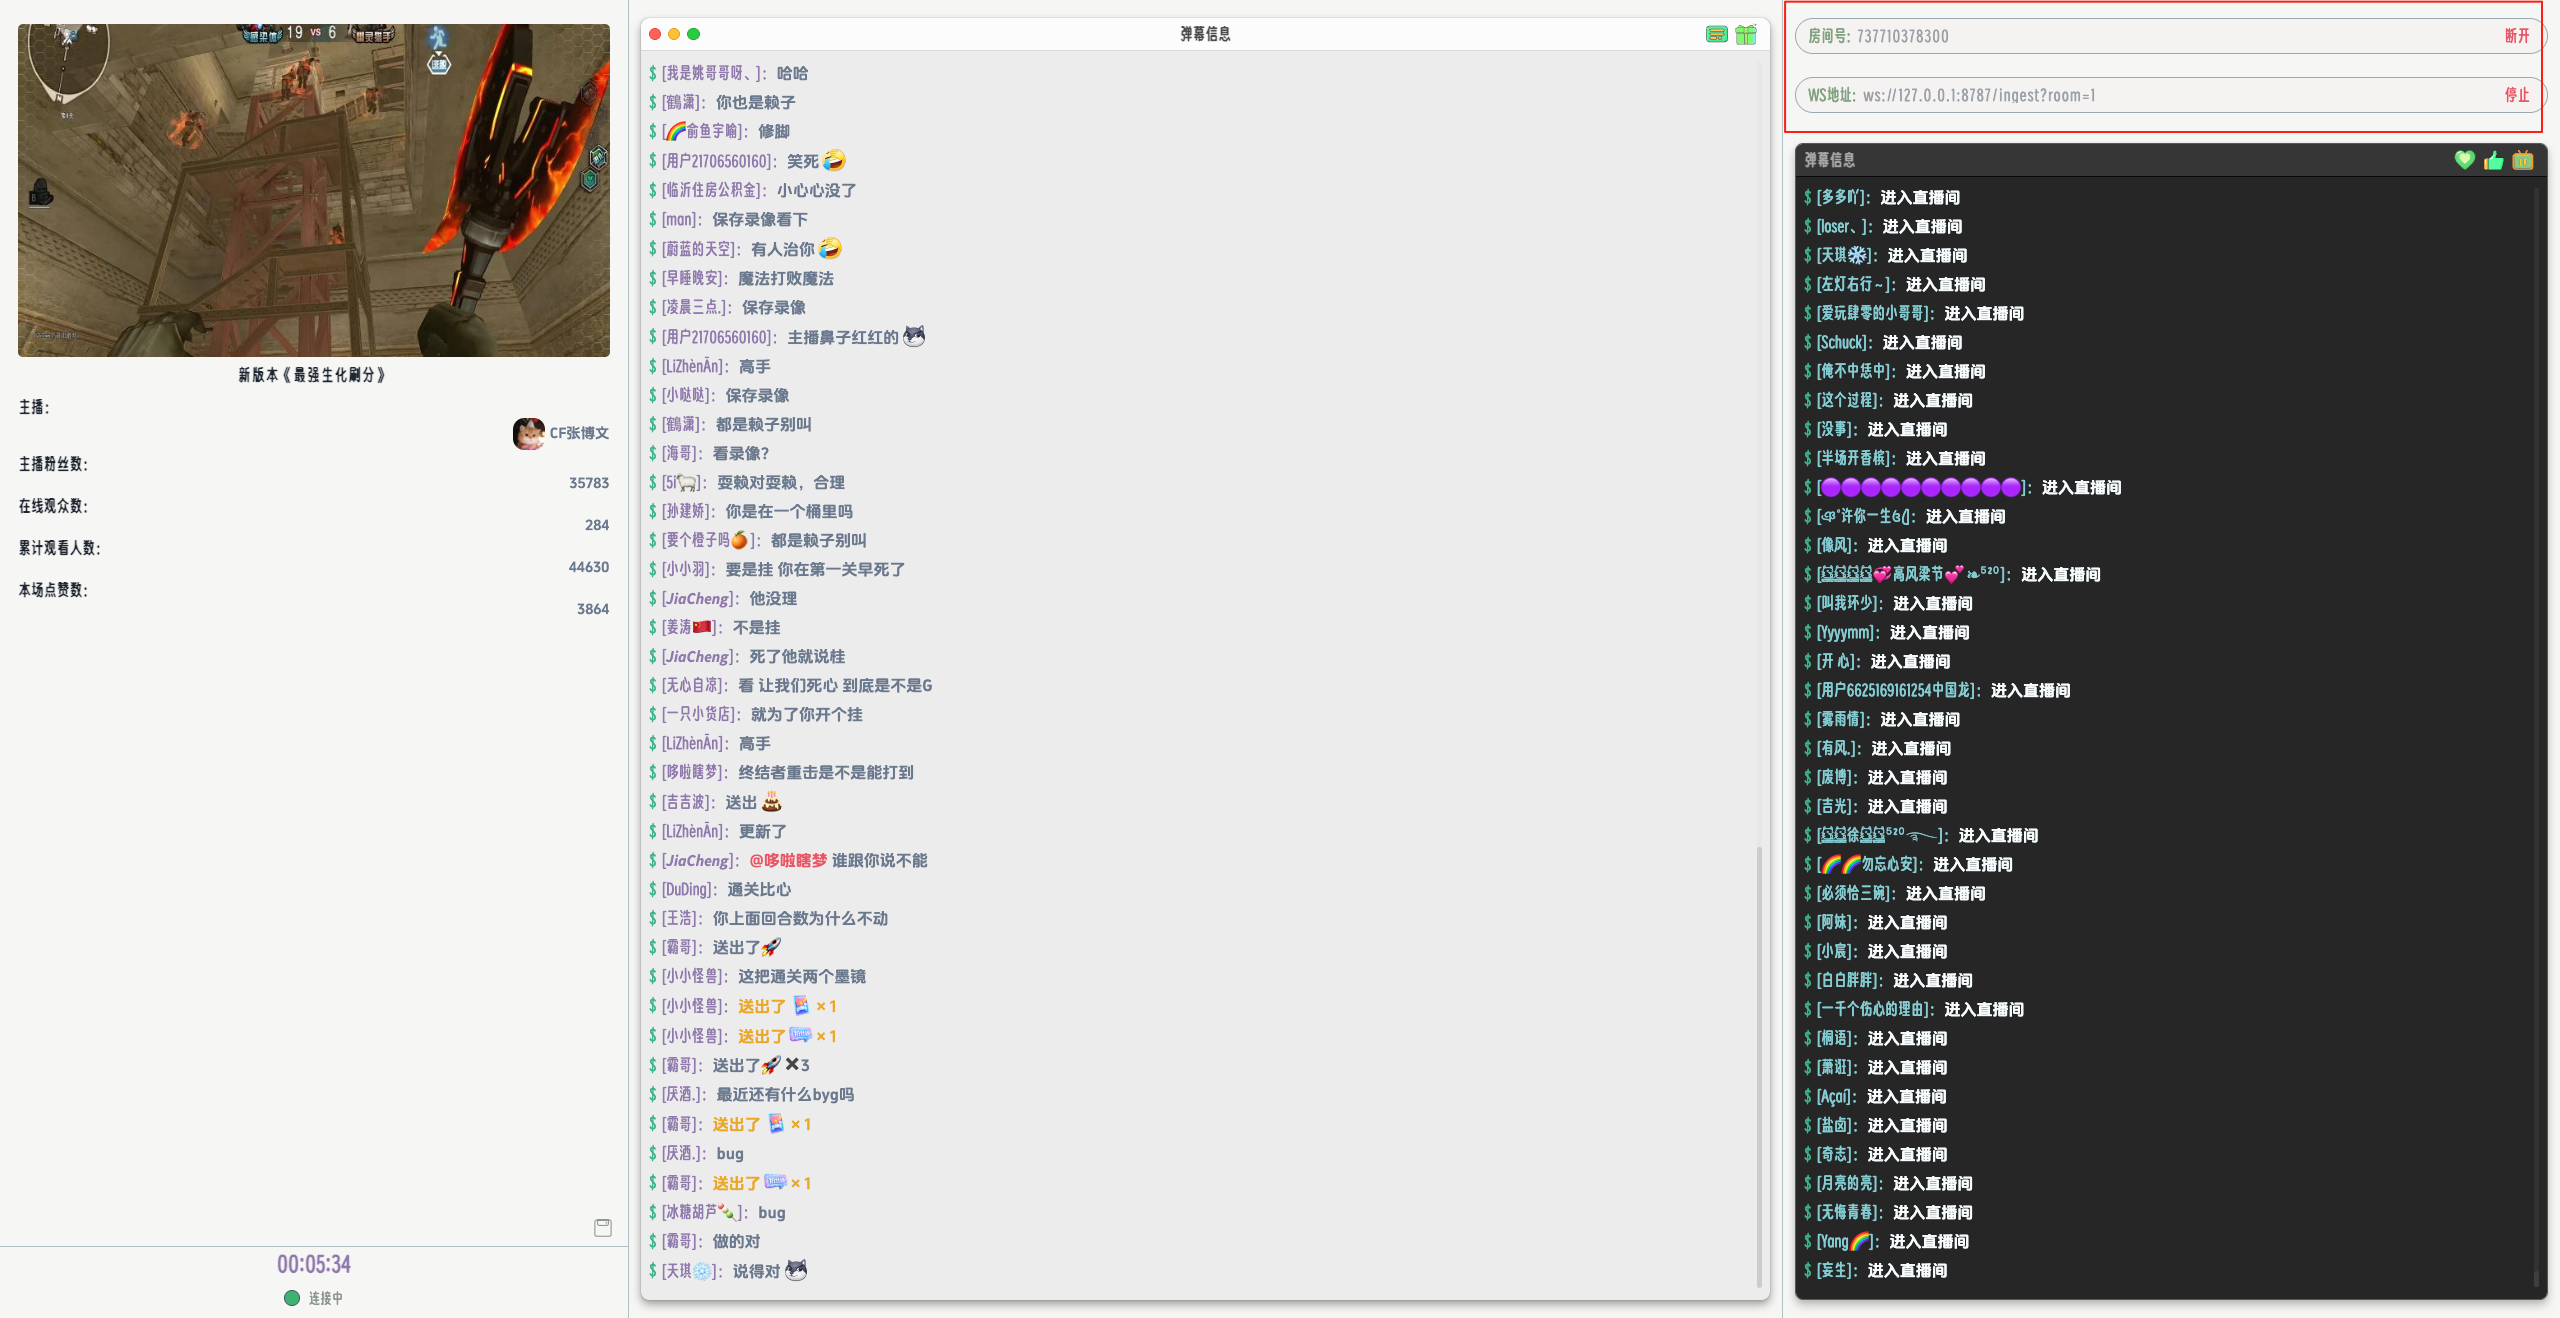 19 VS 6
新版本《最强生化刷分》
主播:
CF张博文
主播粉丝数:
35783
在线观众数:
284
累计观看人数:
44630
本场点赞数:
3864
00:05:34
连接中
弹幕信息
$ [我是姚哥哥呀、]: 哈哈
$ [鹤潇]: 你也是赖子
$ [🌈俞鱼宇喻]: 修脚
$ [用户21706560160]: 笑死🤣
$ [临沂住房公积金]: 小心心没了
$ [man]: 保存录像看下
$ [蔚蓝的天空]: 有人治你🤣
$ [早睡晚安]: 魔法打败魔法
$ [凌晨三点.]: 保存录像
$ [用户21706560160]: 主播鼻子红红的
$ [LiZhènĀn]: 高手
$ [小哒哒]: 保存录像
$ [鹤潇]: 都是赖子别叫
$ [海哥]: 看录像?
$ [5i🐑]: 耍赖对耍赖，合理
$ [孙建娇]: 你是在一个桶里吗
$ [要个橙子吗🍊]: 都是赖子别叫
$ [小小羽]: 要是挂 你在第一关早死了
$ [JiaCheng]: 他没理
$ [姜涛🇨🇳]: 不是挂
$ [JiaCheng]: 死了他就说桂
$ [无心自凉]: 看 让我们死心 到底是不是G
$ [一只小货店]: 就为了你开个挂
$ [LiZhènĀn]: 高手
$ [哆啦瞎梦]: 终结者重击是不是能打到
$ [吉吉波]: 送出🎂
$ [LiZhènĀn]: 更新了
$ [JiaCheng]: @哆啦瞎梦 谁跟你说不能
$ [DuDing]: 通关比心
$ [王浩]: 你上面回合数为什么不动
$ [霸哥]: 送出了🚀
$ [小小怪兽]: 这把通关两个墨镜
$ [小小怪兽]: 送出了 × 1
$ [小小怪兽]: 送出了 × 1
$ [霸哥]: 送出了🚀✖️3
$ [厌酒.]: 最近还有什么byg吗
$ [霸哥]: 送出了 × 1
$ [厌酒.]: bug
$ [霸哥]: 送出了 × 1
$ [冰糖胡芦🍡]: bug
$ [霸哥]: 做的对
$ [天琪❄️]: 说得对
房间号: 737710378300 断开
WS地址: ws://127.0.0.1:8787/ingest?room=1 停止
弹幕信息
$ [多多吖]: 进入直播间
$ [loser、]: 进入直播间
$ [天琪❄️]: 进入直播间
$ [左灯右行~]: 进入直播间
$ [爱玩肆零的小哥哥]: 进入直播间
$ [Schuck]: 进入直播间
$ [俺不中恁中]: 进入直播间
$ [这个过程]: 进入直播间
$ [没事]: 进入直播间
$ [半场开香槟]: 进入直播间
$ [🟣🟣🟣🟣🟣🟣🟣🟣🟣🟣]: 进入直播间
$ [许你一生]: 进入直播间
$ [像风]: 进入直播间
$ [💞高风梁节💕❧⁵²⁰]: 进入直播间
$ [叫我环少]: 进入直播间
$ [Yyyymm]: 进入直播间
$ [开 心]: 进入直播间
$ [用户6625169161254中国龙]: 进入直播间
$ [雾雨情]: 进入直播间
$ [有风.]: 进入直播间
$ [废博]: 进入直播间
$ [吉光]: 进入直播间
$ [徐⁵²⁰]: 进入直播间
$ [🌈🌈勿忘心安]: 进入直播间
$ [必须恰三碗]: 进入直播间
$ [阿妹]: 进入直播间
$ [小宸]: 进入直播间
$ [白白胖胖]: 进入直播间
$ [一千个伤心的理由]: 进入直播间
$ [桐语]: 进入直播间
$ [萧诳]: 进入直播间
$ [Açaí]: 进入直播间
$ [盐卤]: 进入直播间
$ [奇志]: 进入直播间
$ [月亮的亮]: 进入直播间
$ [无悔青春]: 进入直播间
$ [Yang🌈]: 进入直播间
$ [妄生]: 进入直播间